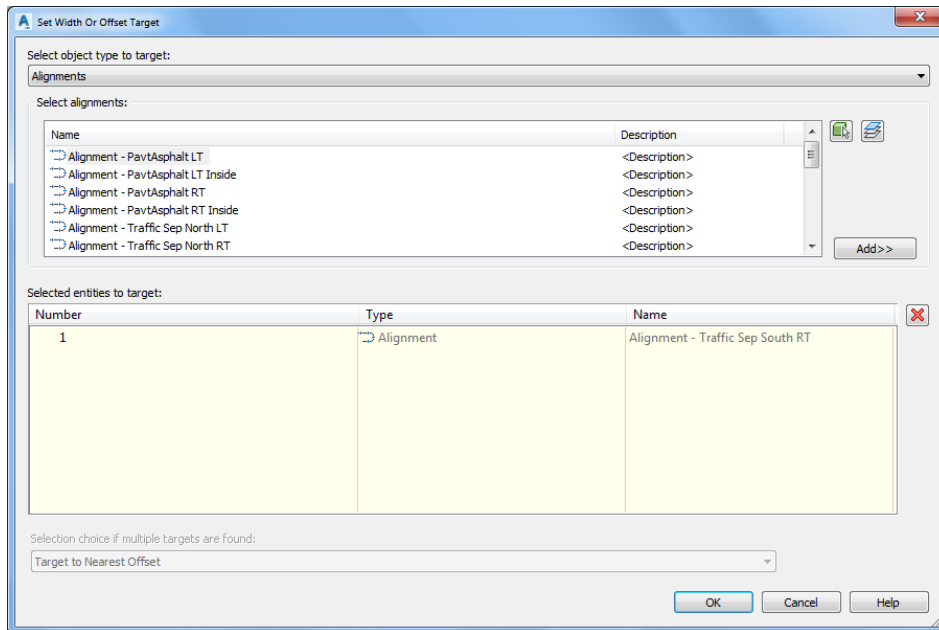 Set Width Or Offset Target
Select object type to target:
Alignments
Select alignments:
Name Description
Alignment - PavtAsphalt LT <Description>
Alignment - PavtAsphalt LT Inside <Description>
Alignment - PavtAsphalt RT <Description>
Alignment - PavtAsphalt RT Inside <Description>
Alignment - Traffic Sep North LT <Description>
Alignment - Traffic Sep North RT <Description>
Add>>
Selected entities to target:
Number Type Name
1 Alignment Alignment - Traffic Sep South RT
Selection choice if multiple targets are found:
Target to Nearest Offset
OK Cancel Help